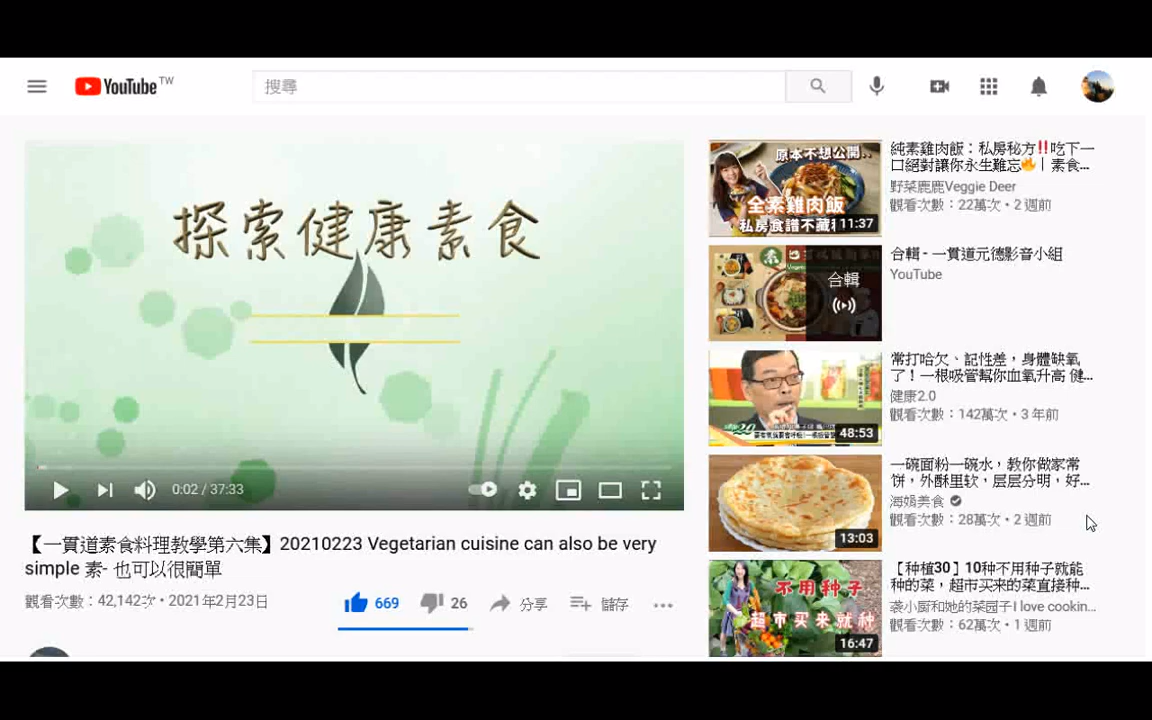 YouTube TW
搜尋
探索健康素食
0:02 / 37:33
【一貫道素食料理教學第六集】20210223 Vegetarian cuisine can also be very
simple 素- 也可以很簡單
觀看次數：42,142次・2021年2月23日
669
26
分享
儲存
原本不想公開..
全素雞肉飯
私房食譜不藏
11:37
純素雞肉飯：私房秘方‼️吃下一
口絕對讓你永生難忘🔥｜素食...
野菜鹿鹿Veggie Deer
觀看次數：22萬次・2 週前
素
合輯
合輯 - 一貫道元德影音小組
YouTube
48:53
常打哈欠、記性差，身體缺氧
了！一根吸管幫你血氧升高 健...
健康2.0
觀看次數：142萬次・3 年前
13:03
一碗面粉一碗水，教你做家常
饼，外酥里软，层层分明，好...
海娟美食
觀看次數：28萬次・2 週前
不用种子
超市买来就种
16:47
【种植30】10种不用种子就能
种的菜，超市买来的菜直接种...
袭小厨和她的菜园子I love cookin...
觀看次數：62萬次・1 週前